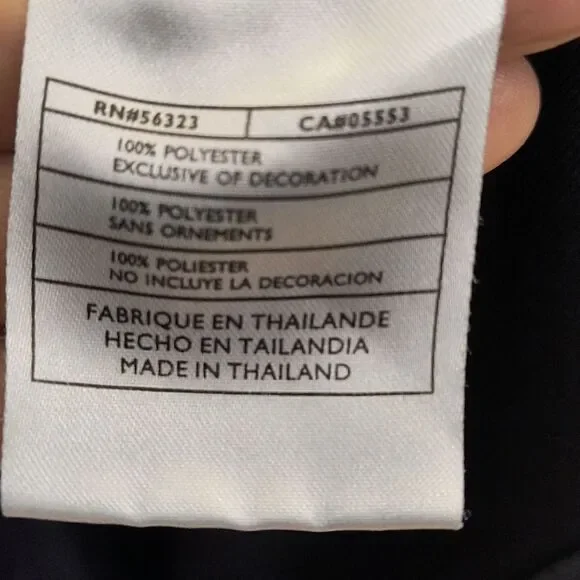 RN#56323 CA#05553
100% POLYESTER
EXCLUSIVE OF DECORATION
100% POLYESTER
SANS ORNEMENTS
100% POLIESTER
NO INCLUYE LA DECORACION
FABRIQUE EN THAILANDE
HECHO EN TAILANDIA
MADE IN THAILAND